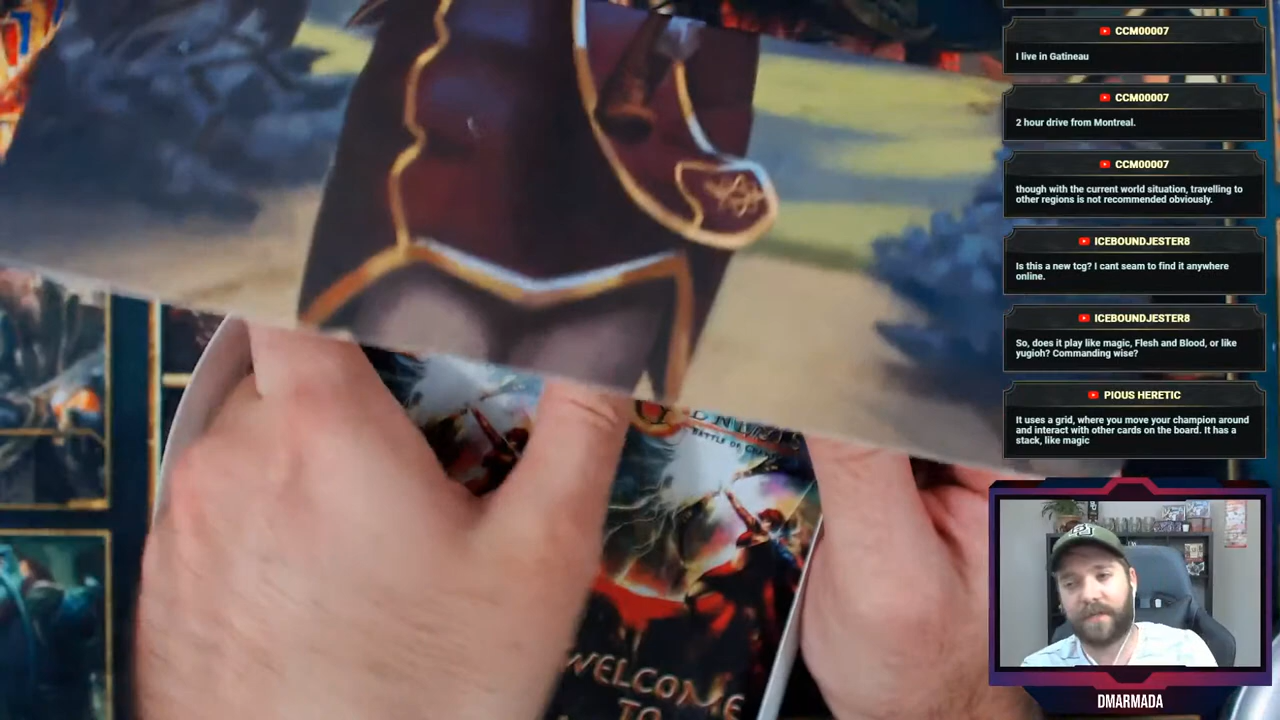 CCM00007
I live in Gatineau
CCM00007
2 hour drive from Montreal.
CCM00007
though with the current world situation, travelling to
other regions is not recommended obviously.
ICEBOUNDJESTER8
Is this a new tcg? I cant seam to find it anywhere
online.
ICEBOUNDJESTER8
So, does it play like magic, Flesh and Blood, or like
yugioh? Commanding wise?
PIOUS HERETIC
It uses a grid, where you move your champion around
and interact with other cards on the board. It has a
stack, like magic
WELCOME
TO
DMARMADA